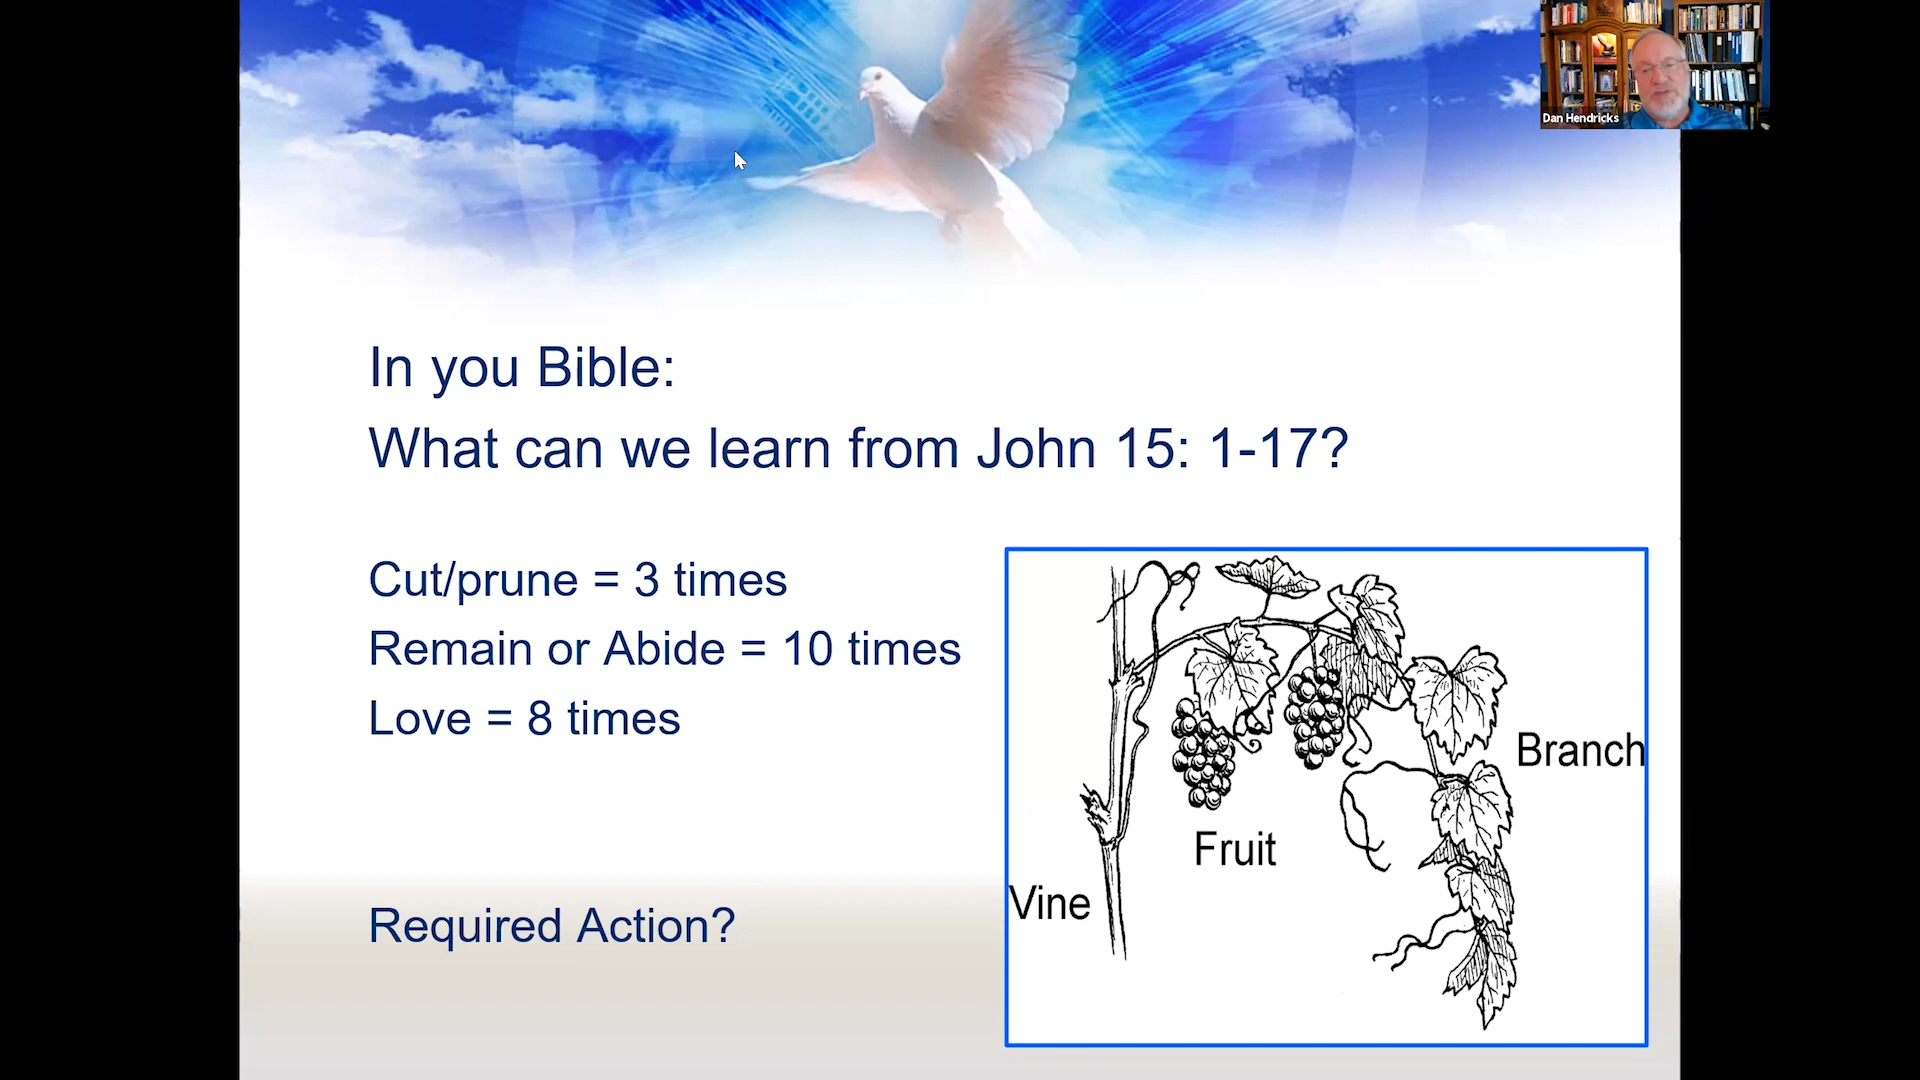 Dan Hendricks
In you Bible:
What can we learn from John 15: 1-17?
Cut/prune = 3 times
Remain or Abide = 10 times
Love = 8 times
Required Action?
Branch
Fruit
Vine